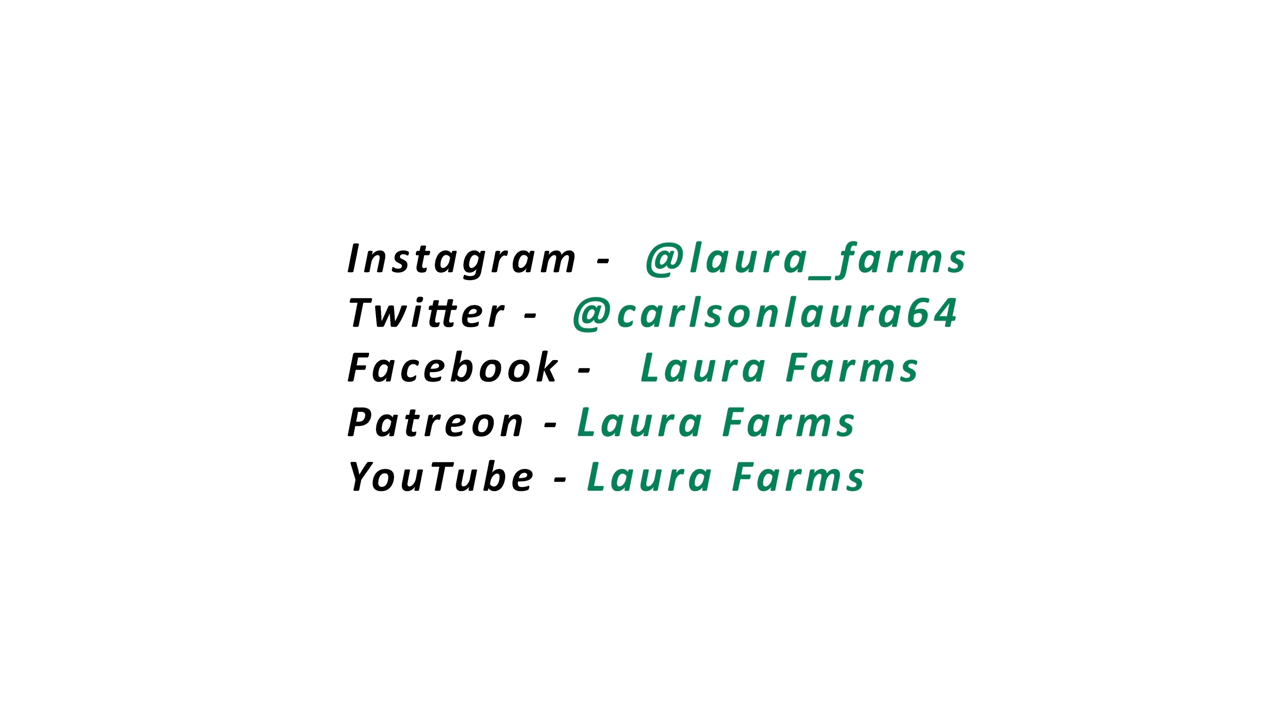 Instagram - @laura_farms
Twitter - @carlsonlaura64
Facebook - Laura Farms
Patreon - Laura Farms
YouTube - Laura Farms